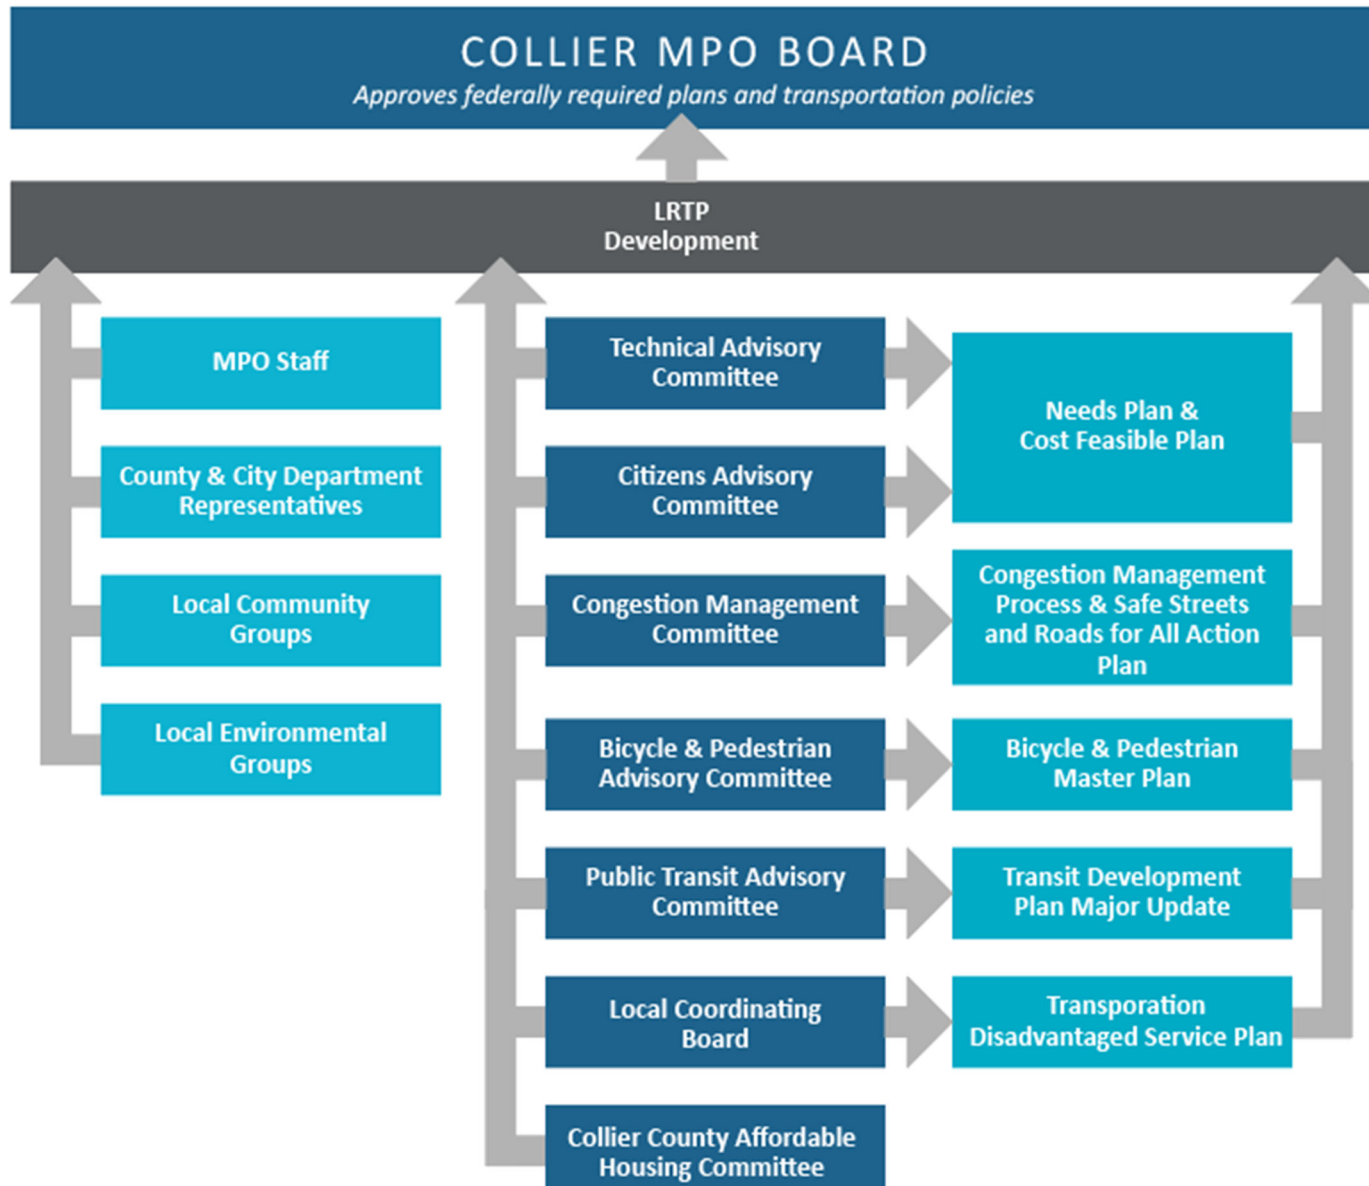 COLLIER MPO BOARD
Approves federally required plans and transportation policies
LRTP
Development
MPO Staff
County & City Department
Representatives
Local Community
Groups
Local Environmental
Groups
Technical Advisory
Committee
Citizens Advisory
Committee
Congestion Management
Committee
Bicycle & Pedestrian
Advisory Committee
Public Transit Advisory
Committee
Local Coordinating
Board
Collier County Affordable
Housing Committee
Needs Plan &
Cost Feasible Plan
Congestion Management
Process & Safe Streets
and Roads for All Action
Plan
Bicycle & Pedestrian
Master Plan
Transit Development
Plan Major Update
Transporation
Disadvantaged Service Plan